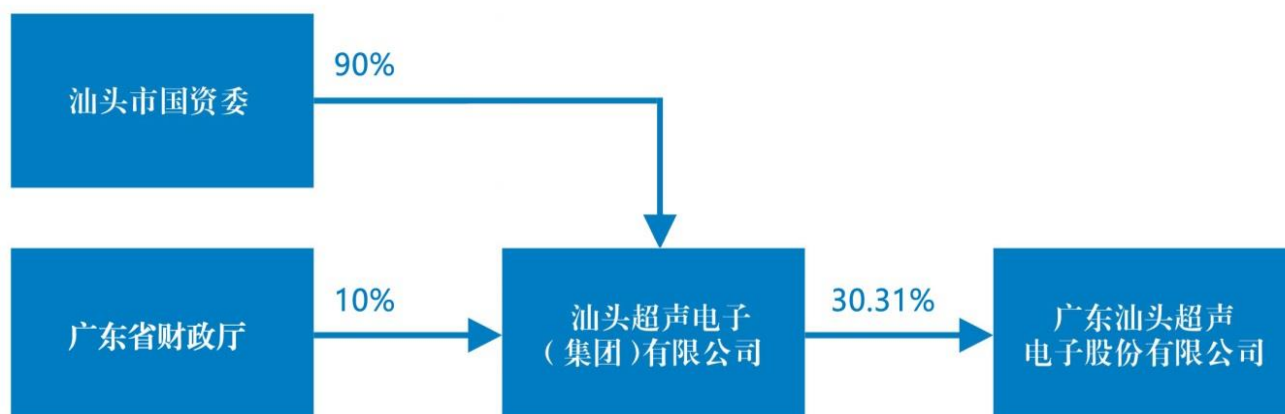 90%
汕头市国资委
广东省财政厅
10%
汕头超声电子
（集团）有限公司
30.31%
广东汕头超声
电子股份有限公司